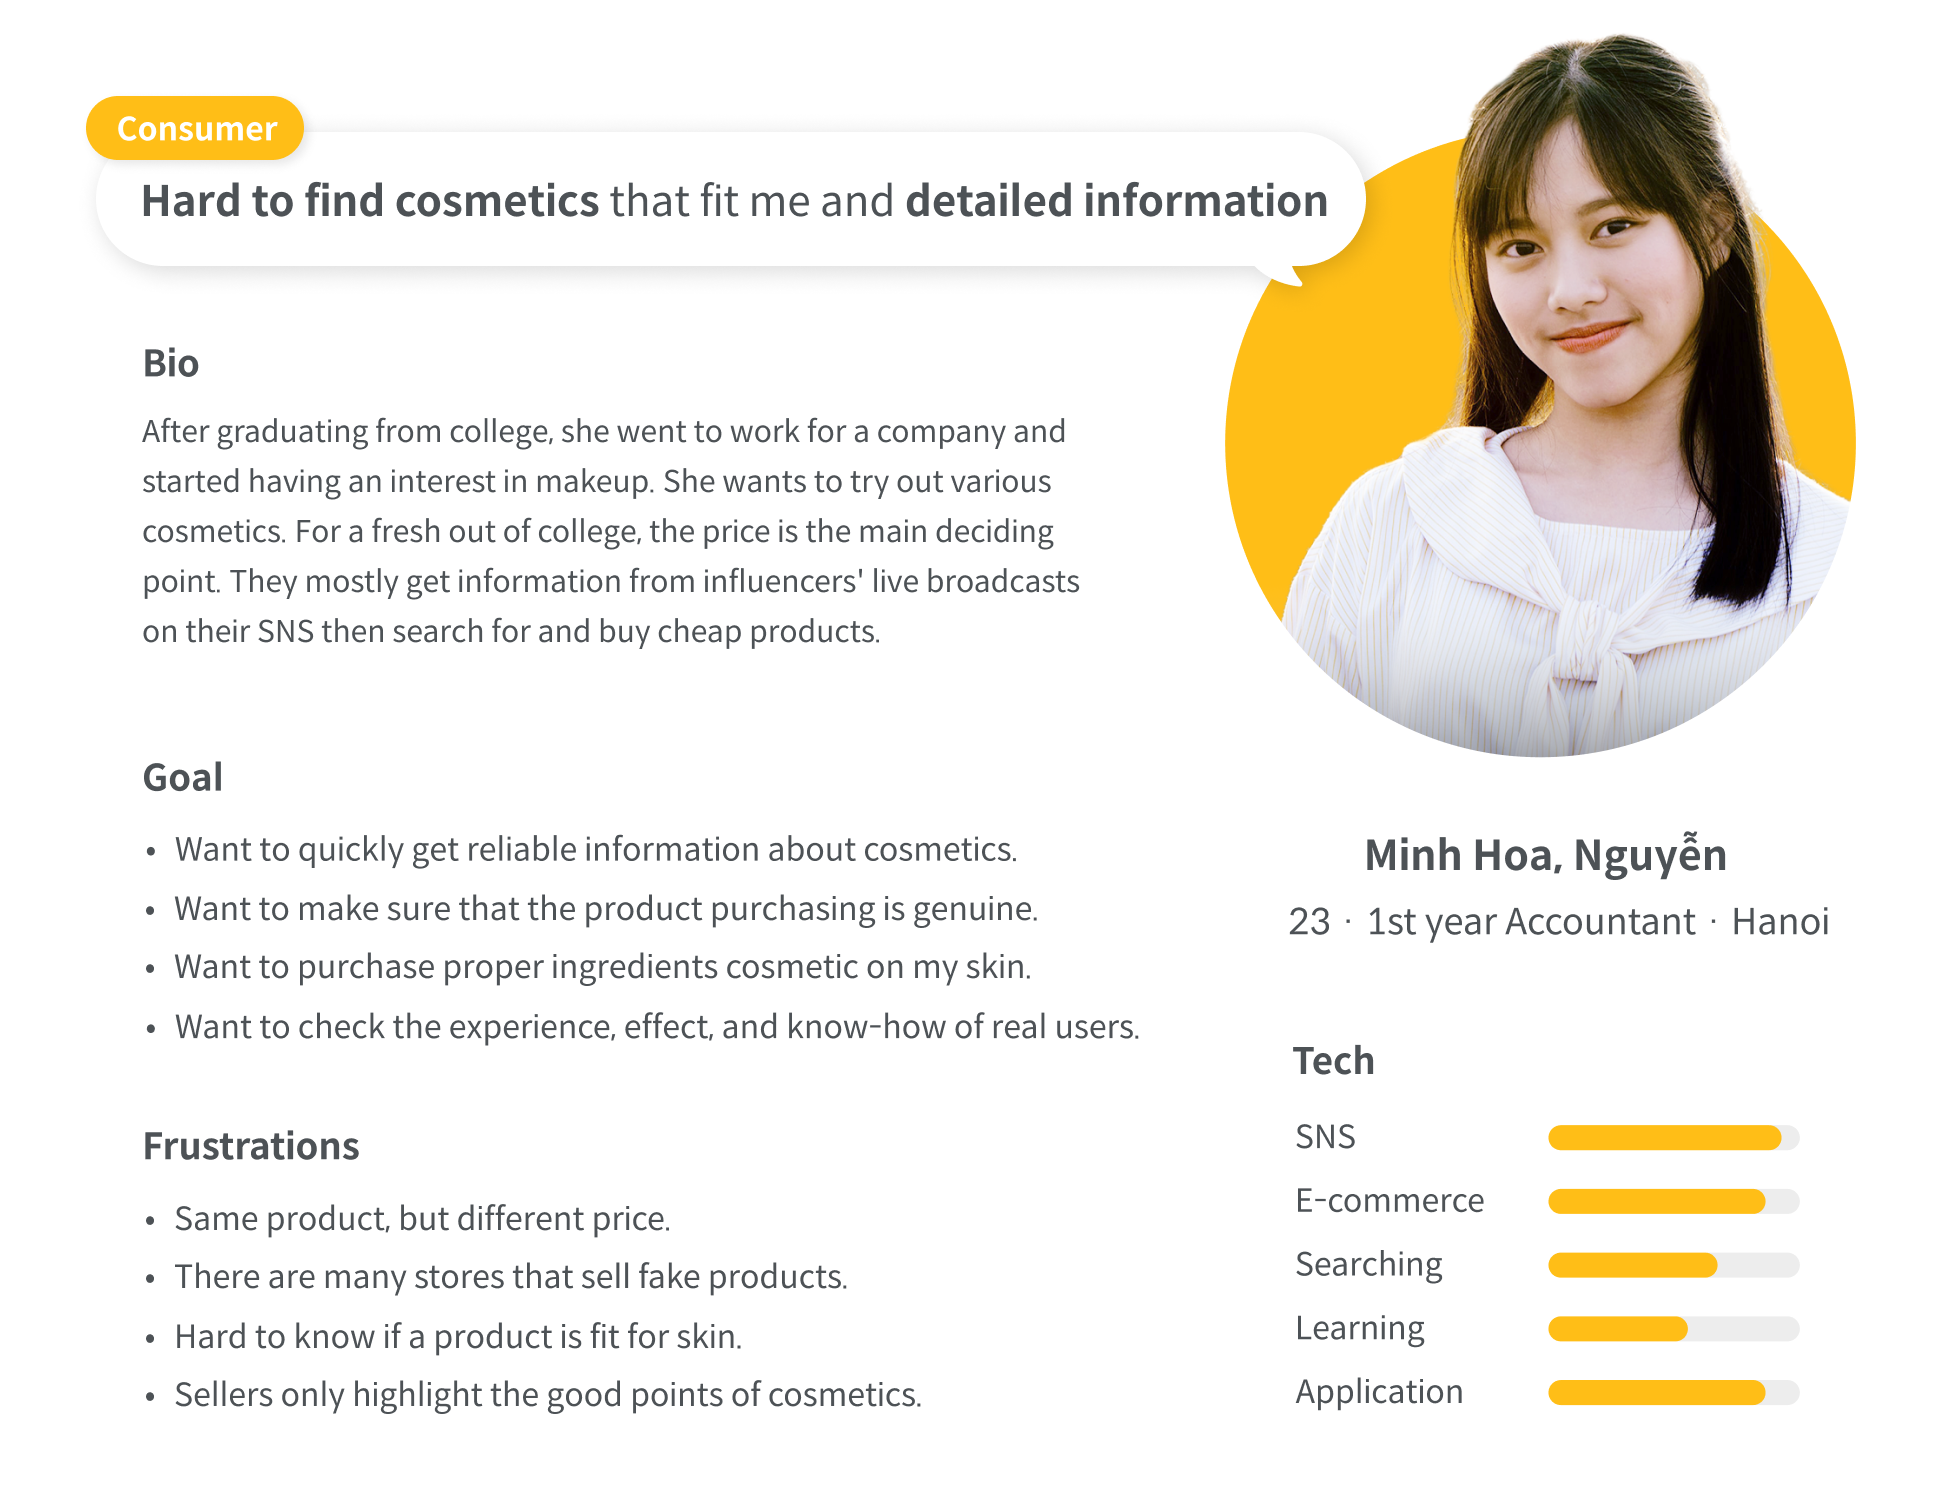 Consumer
Hard to find cosmetics that fit me and detailed information
Bio
After graduating from college, she went to work for a company and
started having an interest in makeup. She wants to try out various
cosmetics. For a fresh out of college, the price is the main deciding
point. They mostly get information from influencers' live broadcasts
on their SNS then search for and buy cheap products.
Goal
• Want to quickly get reliable information about cosmetics.
• Want to make sure that the product purchasing is genuine.
• Want to purchase proper ingredients cosmetic on my skin.
• Want to check the experience, effect, and know-how of real users.
Frustrations
• Same product, but different price.
• There are many stores that sell fake products.
• Hard to know if a product is fit for skin.
• Sellers only highlight the good points of cosmetics.
Minh Hoa, Nguyễn
23 · 1st year Accountant · Hanoi
Tech
SNS
E-commerce
Searching
Learning
Application